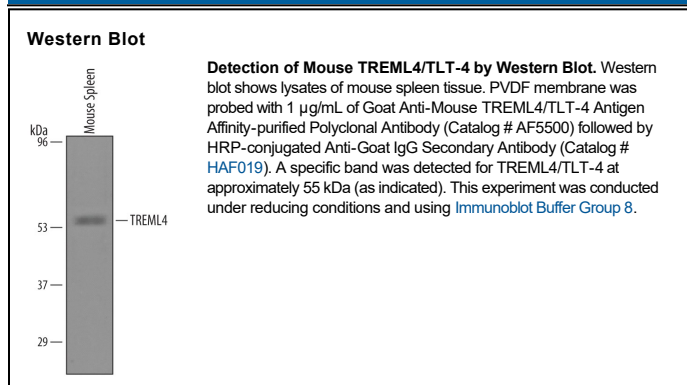 Western Blot
Mouse Spleen
kDa
96
53
37
29
TREML4
Detection of Mouse TREML4/TLT-4 by Western Blot. Western
blot shows lysates of mouse spleen tissue. PVDF membrane was
probed with 1 µg/mL of Goat Anti-Mouse TREML4/TLT-4 Antigen
Affinity-purified Polyclonal Antibody (Catalog # AF5500) followed by
HRP-conjugated Anti-Goat IgG Secondary Antibody (Catalog #
HAF019). A specific band was detected for TREML4/TLT-4 at
approximately 55 kDa (as indicated). This experiment was conducted
under reducing conditions and using Immunoblot Buffer Group 8.